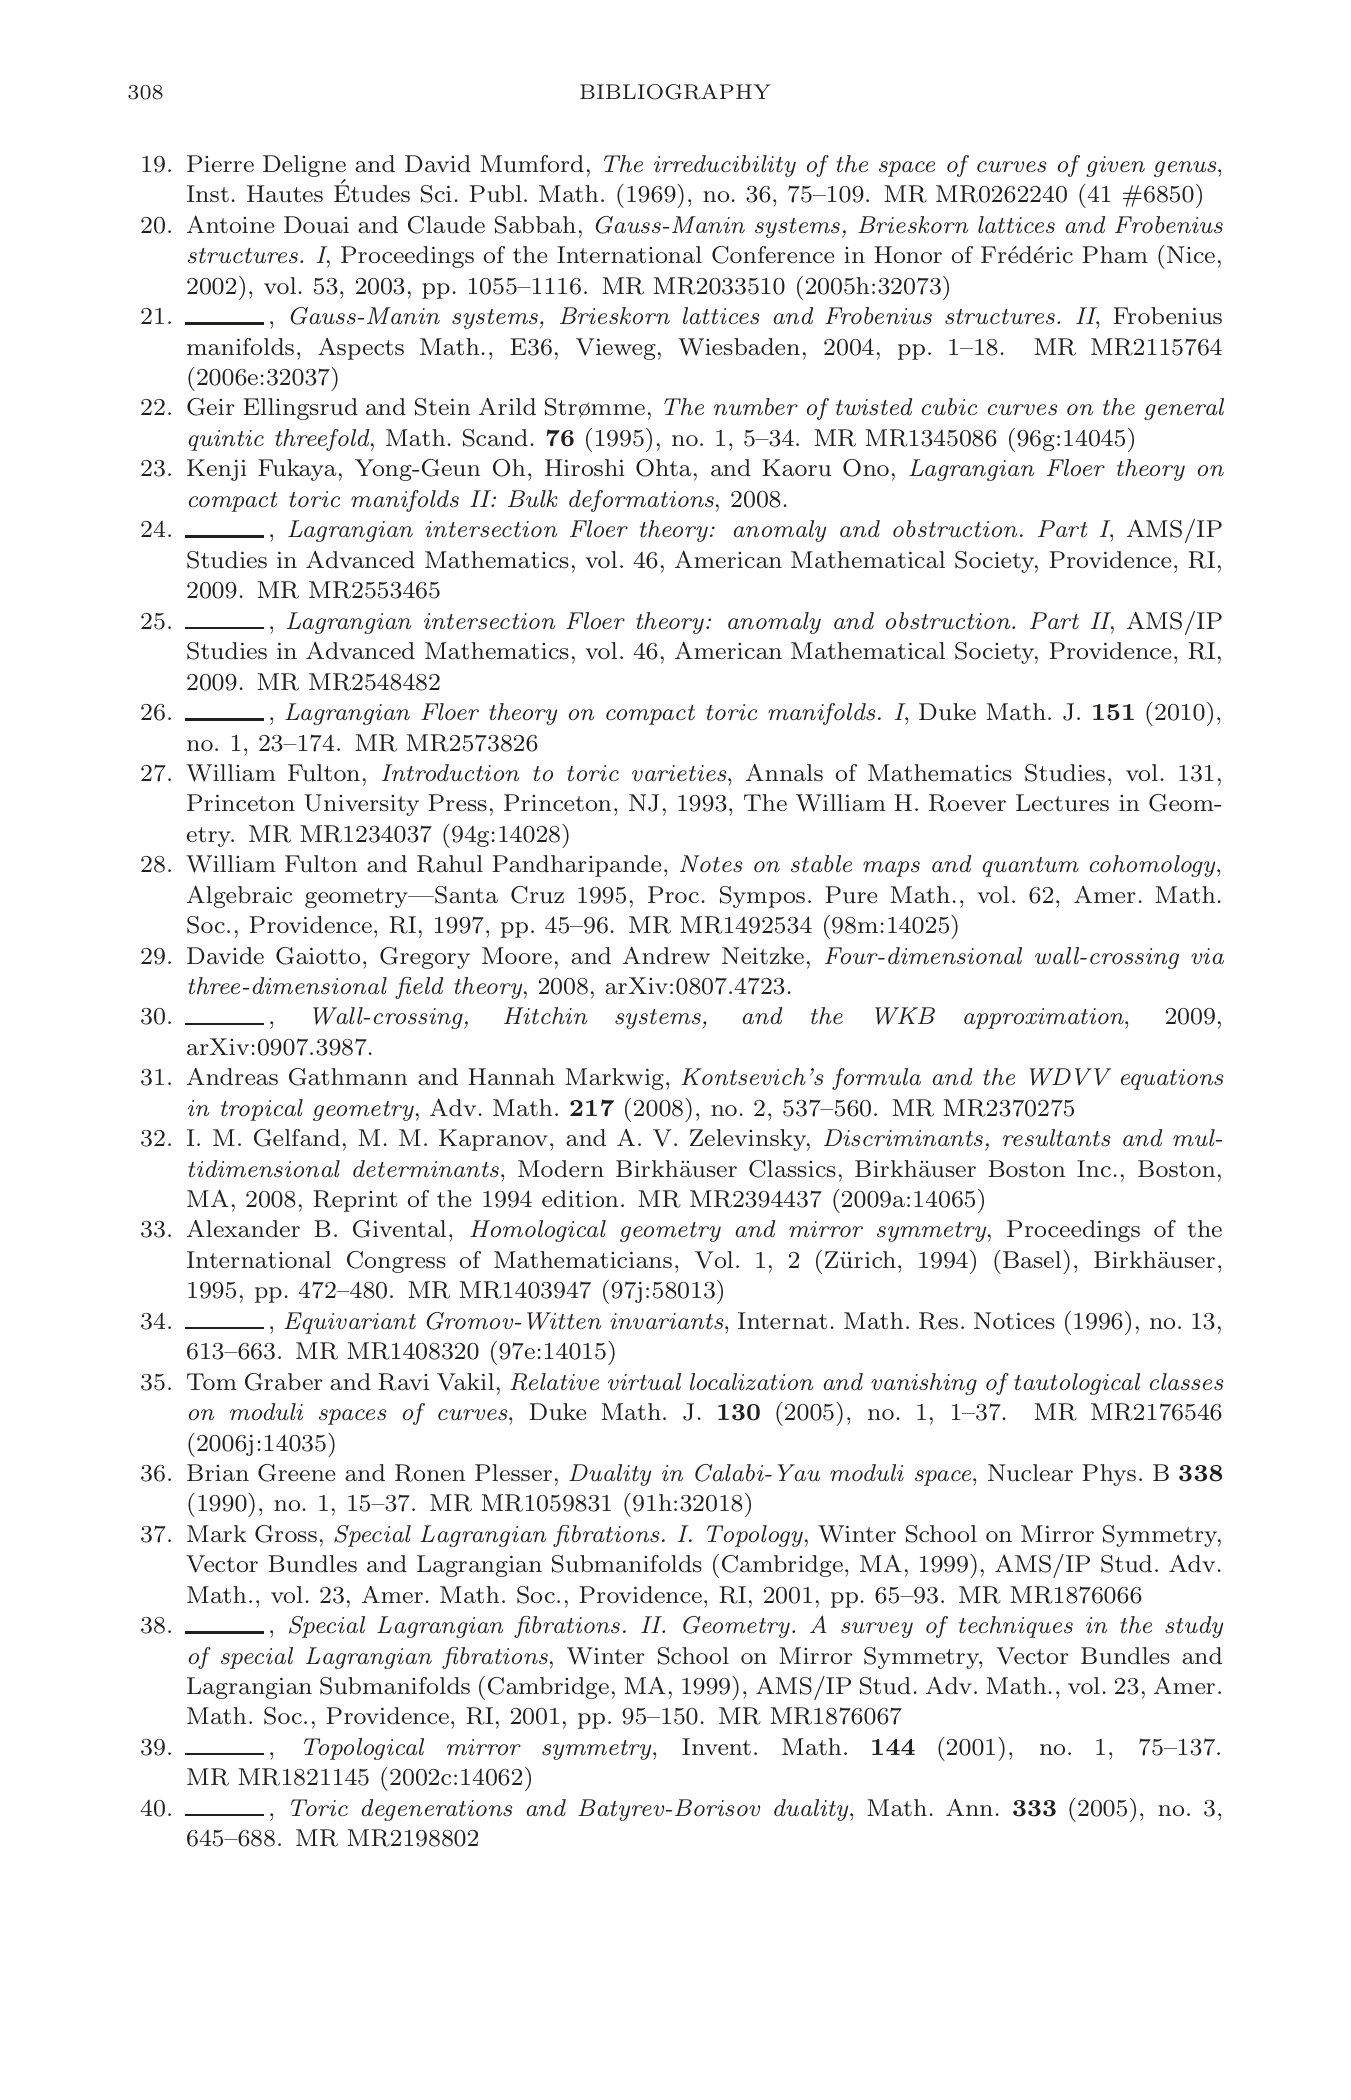 308 BIBLIOGRAPHY
19. Pierre Deligne and David Mumford, The irreducibility of the space of curves of given genus,
Inst. Hautes Études Sci. Publ. Math. (1969), no. 36, 75–109. MR MR0262240 (41 #6850)
20. Antoine Douai and Claude Sabbah, Gauss-Manin systems, Brieskorn lattices and Frobenius
structures. I, Proceedings of the International Conference in Honor of Frédéric Pham (Nice,
2002), vol. 53, 2003, pp. 1055–1116. MR MR2033510 (2005h:32073)
21. ______, Gauss-Manin systems, Brieskorn lattices and Frobenius structures. II, Frobenius
manifolds, Aspects Math., E36, Vieweg, Wiesbaden, 2004, pp. 1–18. MR MR2115764
(2006e:32037)
22. Geir Ellingsrud and Stein Arild Strømme, The number of twisted cubic curves on the general
quintic threefold, Math. Scand. 76 (1995), no. 1, 5–34. MR MR1345086 (96g:14045)
23. Kenji Fukaya, Yong-Geun Oh, Hiroshi Ohta, and Kaoru Ono, Lagrangian Floer theory on
compact toric manifolds II: Bulk deformations, 2008.
24. ______, Lagrangian intersection Floer theory: anomaly and obstruction. Part I, AMS/IP
Studies in Advanced Mathematics, vol. 46, American Mathematical Society, Providence, RI,
2009. MR MR2553465
25. ______, Lagrangian intersection Floer theory: anomaly and obstruction. Part II, AMS/IP
Studies in Advanced Mathematics, vol. 46, American Mathematical Society, Providence, RI,
2009. MR MR2548482
26. ______, Lagrangian Floer theory on compact toric manifolds. I, Duke Math. J. 151 (2010),
no. 1, 23–174. MR MR2573826
27. William Fulton, Introduction to toric varieties, Annals of Mathematics Studies, vol. 131,
Princeton University Press, Princeton, NJ, 1993, The William H. Roever Lectures in Geom-
etry. MR MR1234037 (94g:14028)
28. William Fulton and Rahul Pandharipande, Notes on stable maps and quantum cohomology,
Algebraic geometry—Santa Cruz 1995, Proc. Sympos. Pure Math., vol. 62, Amer. Math.
Soc., Providence, RI, 1997, pp. 45–96. MR MR1492534 (98m:14025)
29. Davide Gaiotto, Gregory Moore, and Andrew Neitzke, Four-dimensional wall-crossing via
three-dimensional field theory, 2008, arXiv:0807.4723.
30. ______, Wall-crossing, Hitchin systems, and the WKB approximation, 2009,
arXiv:0907.3987.
31. Andreas Gathmann and Hannah Markwig, Kontsevich's formula and the WDVV equations
in tropical geometry, Adv. Math. 217 (2008), no. 2, 537–560. MR MR2370275
32. I. M. Gelfand, M. M. Kapranov, and A. V. Zelevinsky, Discriminants, resultants and mul-
tidimensional determinants, Modern Birkhäuser Classics, Birkhäuser Boston Inc., Boston,
MA, 2008, Reprint of the 1994 edition. MR MR2394437 (2009a:14065)
33. Alexander B. Givental, Homological geometry and mirror symmetry, Proceedings of the
International Congress of Mathematicians, Vol. 1, 2 (Zürich, 1994) (Basel), Birkhäuser,
1995, pp. 472–480. MR MR1403947 (97j:58013)
34. ______, Equivariant Gromov-Witten invariants, Internat. Math. Res. Notices (1996), no. 13,
613–663. MR MR1408320 (97e:14015)
35. Tom Graber and Ravi Vakil, Relative virtual localization and vanishing of tautological classes
on moduli spaces of curves, Duke Math. J. 130 (2005), no. 1, 1–37. MR MR2176546
(2006j:14035)
36. Brian Greene and Ronen Plesser, Duality in Calabi-Yau moduli space, Nuclear Phys. B 338
(1990), no. 1, 15–37. MR MR1059831 (91h:32018)
37. Mark Gross, Special Lagrangian fibrations. I. Topology, Winter School on Mirror Symmetry,
Vector Bundles and Lagrangian Submanifolds (Cambridge, MA, 1999), AMS/IP Stud. Adv.
Math., vol. 23, Amer. Math. Soc., Providence, RI, 2001, pp. 65–93. MR MR1876066
38. ______, Special Lagrangian fibrations. II. Geometry. A survey of techniques in the study
of special Lagrangian fibrations, Winter School on Mirror Symmetry, Vector Bundles and
Lagrangian Submanifolds (Cambridge, MA, 1999), AMS/IP Stud. Adv. Math., vol. 23, Amer.
Math. Soc., Providence, RI, 2001, pp. 95–150. MR MR1876067
39. ______, Topological mirror symmetry, Invent. Math. 144 (2001), no. 1, 75–137.
MR MR1821145 (2002c:14062)
40. ______, Toric degenerations and Batyrev-Borisov duality, Math. Ann. 333 (2005), no. 3,
645–688. MR MR2198802